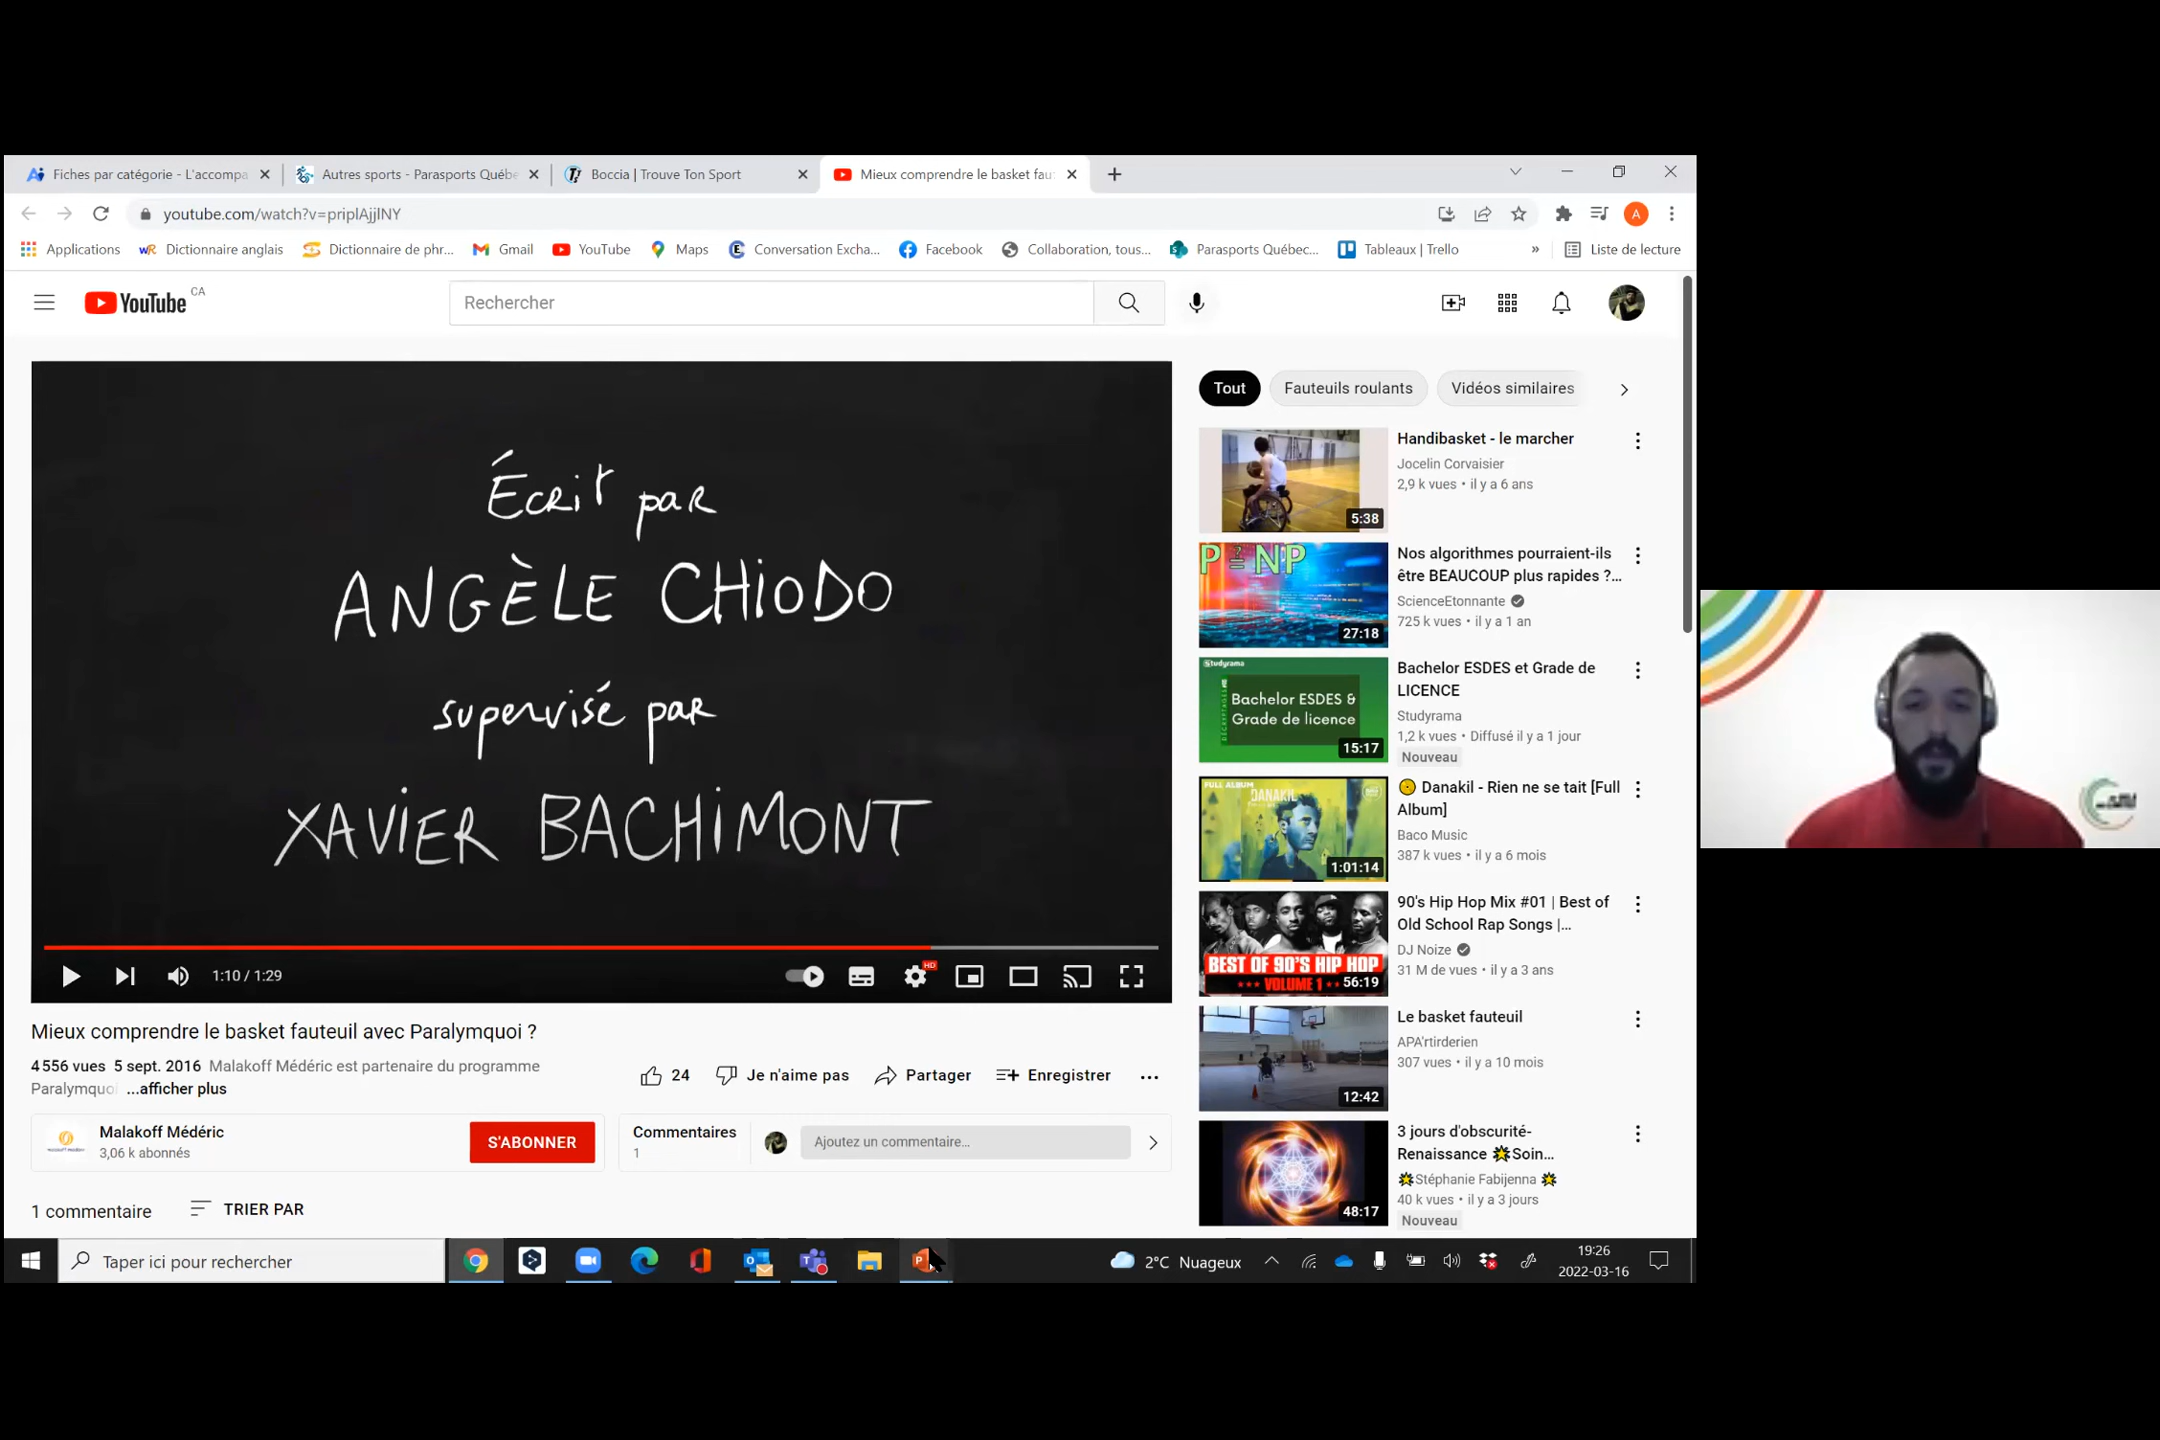 Fiches par catégorie - L'accompa
Autres sports - Parasports Québe
Boccia | Trouve Ton Sport
Mieux comprendre le basket fau
youtube.com/watch?v=priplAjjlNY
A
Applications
Dictionnaire anglais
Dictionnaire de phr...
Gmail
YouTube
Maps
Conversation Excha...
Facebook
Collaboration, tous...
Parasports Québec...
Tableaux | Trello
»
Liste de lecture
YouTube CA
Rechercher
Écrit par
ANGÈLE CHIODO
supervisé par
XAVIER BACHIMONT
1:10 / 1:29
HD
Mieux comprendre le basket fauteuil avec Paralymquoi ?
4 556 vues 5 sept. 2016 Malakoff Médéric est partenaire du programme
Paralymquoi ...afficher plus
24
Je n'aime pas
Partager
Enregistrer
Malakoff Médéric
3,06 k abonnés
S'ABONNER
Commentaires
1
Ajoutez un commentaire...
1 commentaire
TRIER PAR
Tout
Fauteuils roulants
Vidéos similaires
5:38
Handibasket - le marcher
Jocelin Corvaisier
2,9 k vues • il y a 6 ans
P ?= NP
27:18
Nos algorithmes pourraient-ils
être BEAUCOUP plus rapides ?...
ScienceEtonnante
725 k vues • il y a 1 an
Studyrama
Bachelor ESDES &
Grade de licence
15:17
Bachelor ESDES et Grade de
LICENCE
Studyrama
1,2 k vues • Diffusé il y a 1 jour
Nouveau
FULL ALBUM
DANAKIL
1:01:14
Danakil - Rien ne se tait [Full
Album]
Baco Music
387 k vues • il y a 6 mois
BEST OF 90'S HIP HOP
VOLUME 1
56:19
90's Hip Hop Mix #01 | Best of
Old School Rap Songs |...
DJ Noize
31 M de vues • il y a 3 ans
12:42
Le basket fauteuil
APA'rtirderien
307 vues • il y a 10 mois
48:17
3 jours d'obscurité-
Renaissance Soin...
Stéphanie Fabijenna
40 k vues • il y a 3 jours
Nouveau
Taper ici pour rechercher
2°C Nuageux
19:26
2022-03-16